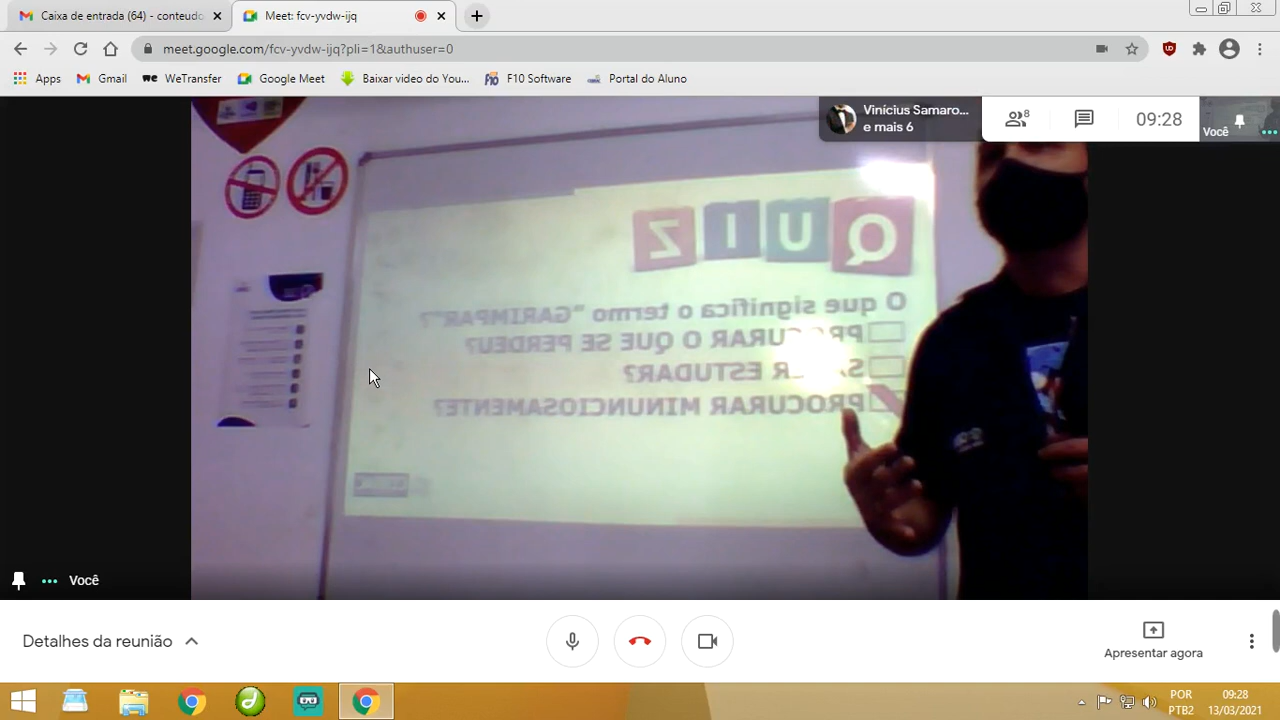 Caixa de entrada (64) - conteudo
Meet: fcv-yvdw-ijq
meet.google.com/fcv-yvdw-ijq?pli=1&authuser=0
Apps
Gmail
WeTransfer
Google Meet
Baixar video do You...
F10 Software
Portal do Aluno
Vinícius Samaro...
e mais 6
8
09:28
Você
QUIZ
O que significa o termo "GARIMPAR"?
PROCURAR O QUE SE PERDEU?
ESTUDAR?
PROCURAR MINUNCIOSAMENTE?
Você
Detalhes da reunião
Apresentar agora
POR
PTB2
09:28
13/03/2021